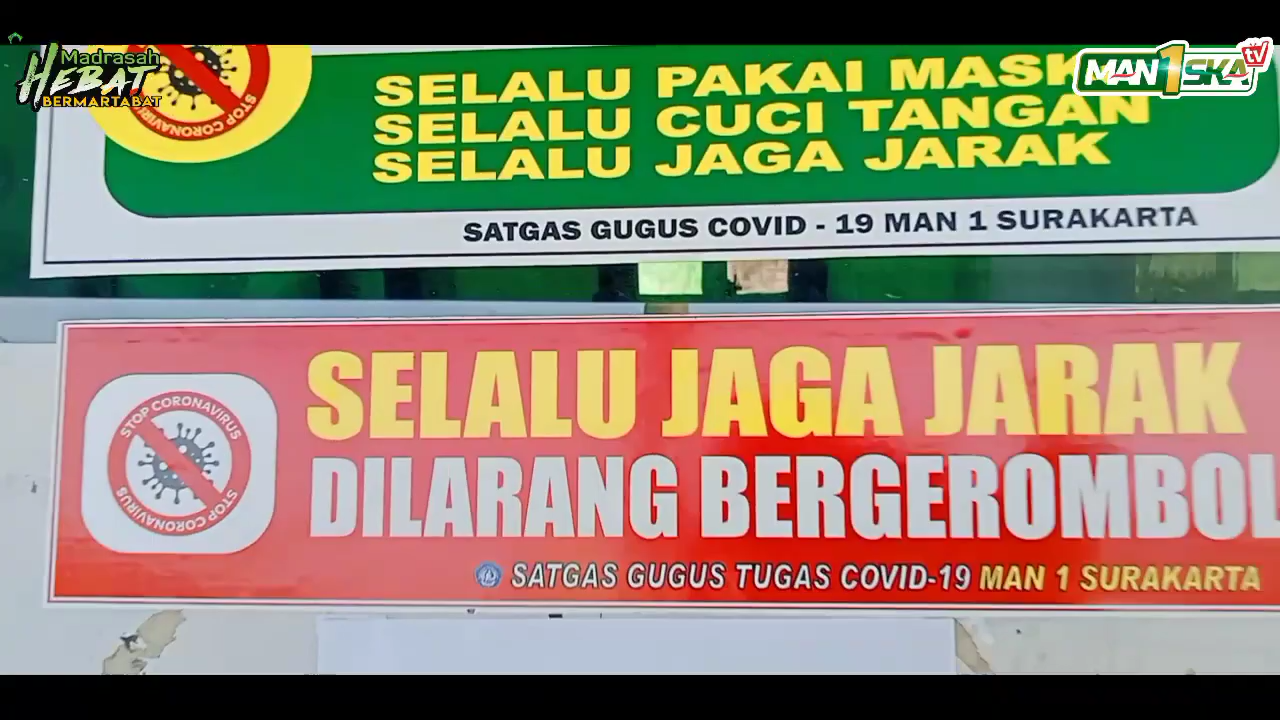 Madrasah
HEBAT
BERMARTABAT
MAN 1 SKA tv
STOP CORONAVIRUS
SELALU PAKAI MASK
SELALU CUCI TANGAN
SELALU JAGA JARAK
SATGAS GUGUS COVID - 19 MAN 1 SURAKARTA
STOP CORONAVIRUS
STOP CORONAVIRUS
SELALU JAGA JARAK
DILARANG BERGEROMBOL
SATGAS GUGUS TUGAS COVID-19 MAN 1 SURAKARTA